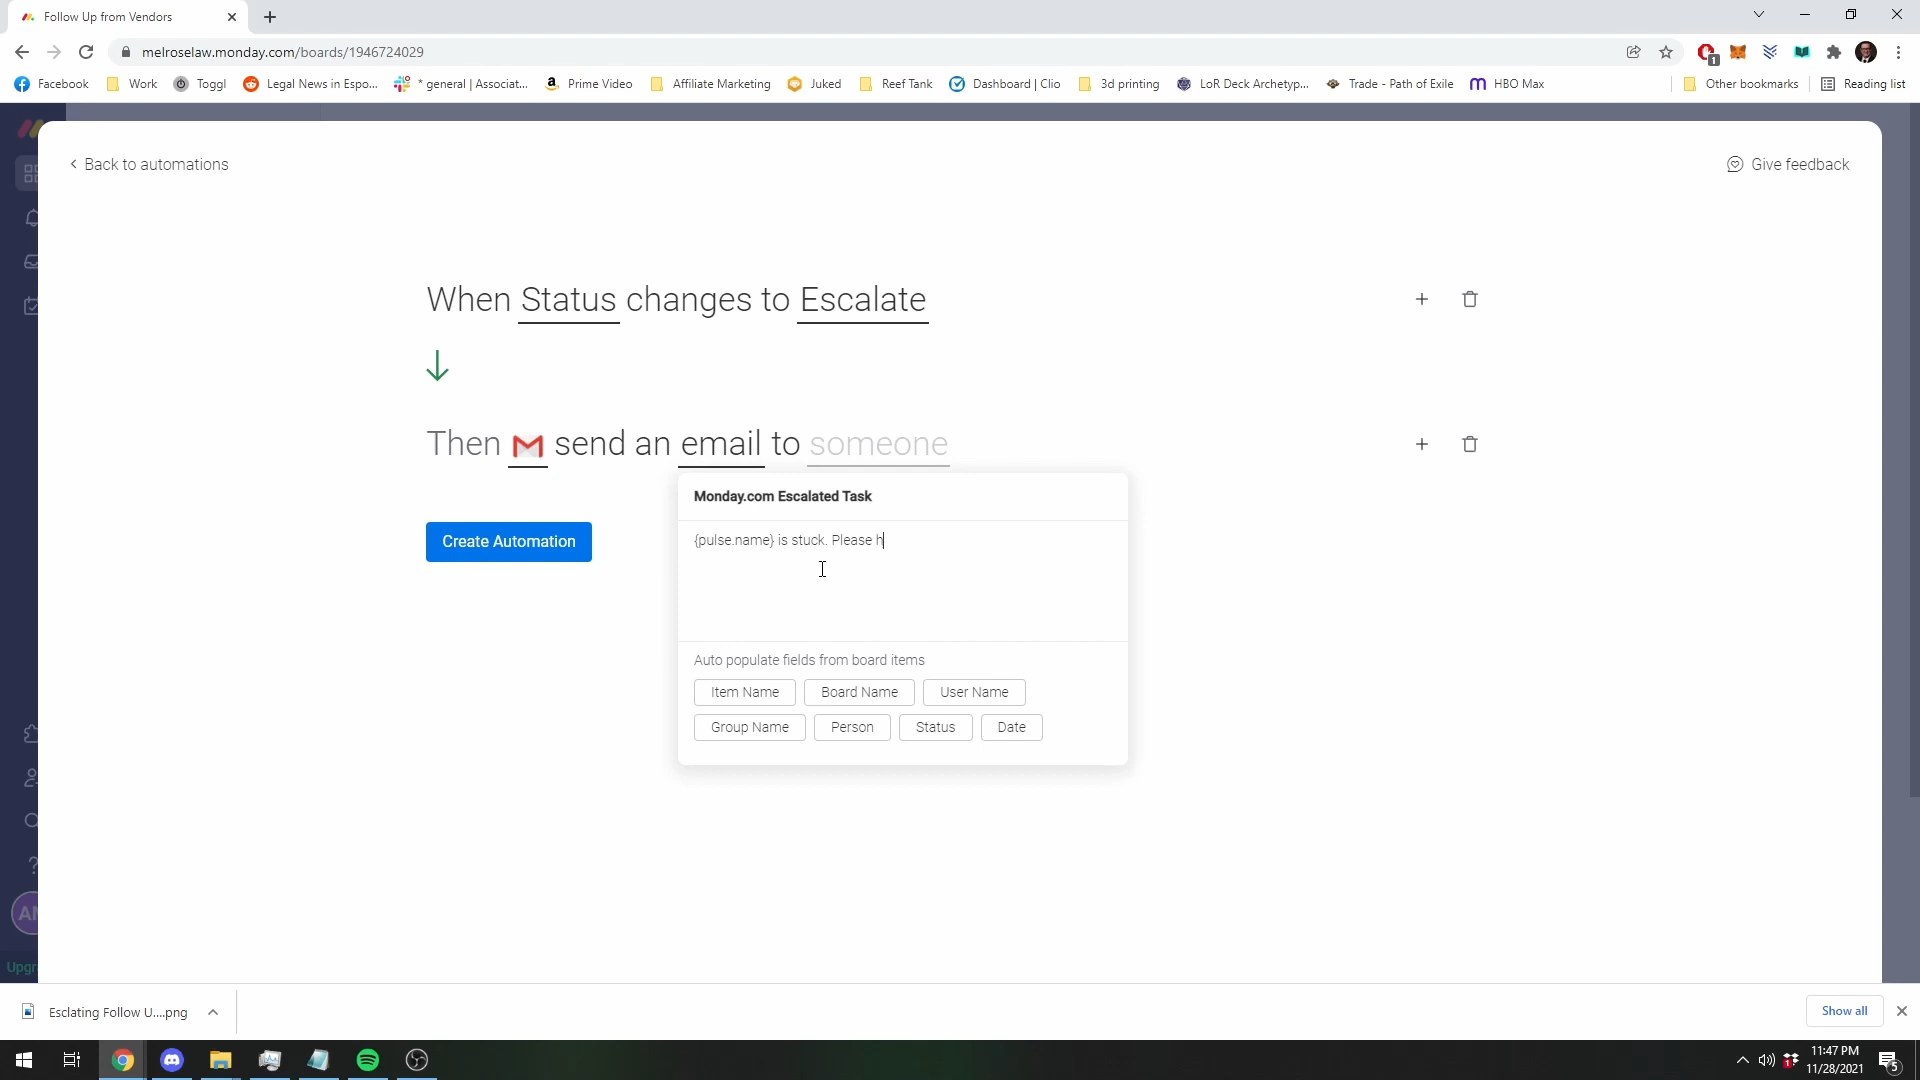 Follow Up from Vendors
melroselaw.monday.com/boards/1946724029
1
Facebook
Work
Toggl
Legal News in Espo...
* general | Associat...
Prime Video
Affiliate Marketing
Juked
Reef Tank
Dashboard | Clio
3d printing
LoR Deck Archetyp...
Trade - Path of Exile
HBO Max
Other bookmarks
Reading list
Back to automations
Give feedback
When Status changes to Escalate
Then send an email to someone
Monday.com Escalated Task
{pulse.name} is stuck. Please h
Create Automation
Auto populate fields from board items
Item Name
Board Name
User Name
Group Name
Person
Status
Date
AM
Upgr
Esclating Follow U....png
Show all
11:47 PM
11/28/2021
1
5